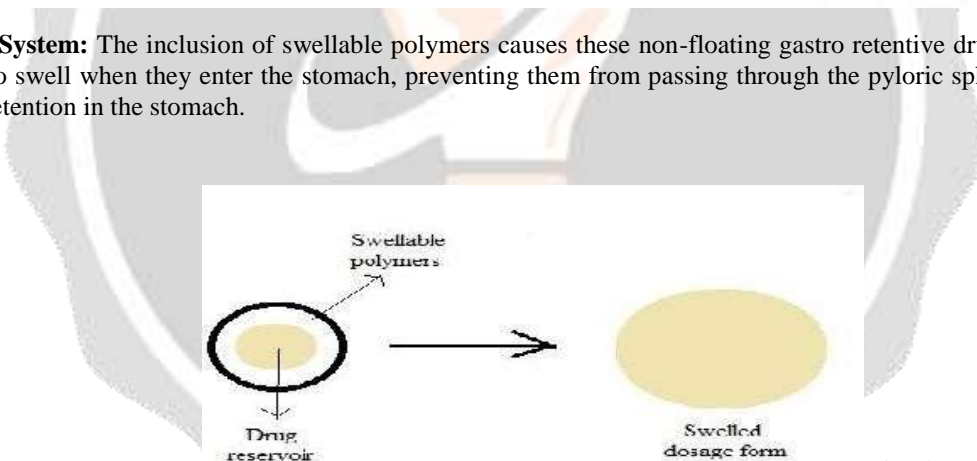 System: The inclusion of swellable polymers causes these non-floating gastro retentive dr
o swell when they enter the stomach, preventing them from passing through the pyloric sp
etention in the stomach.
Swellable
polymers
Drug
reservoir
Swelled
dosage form